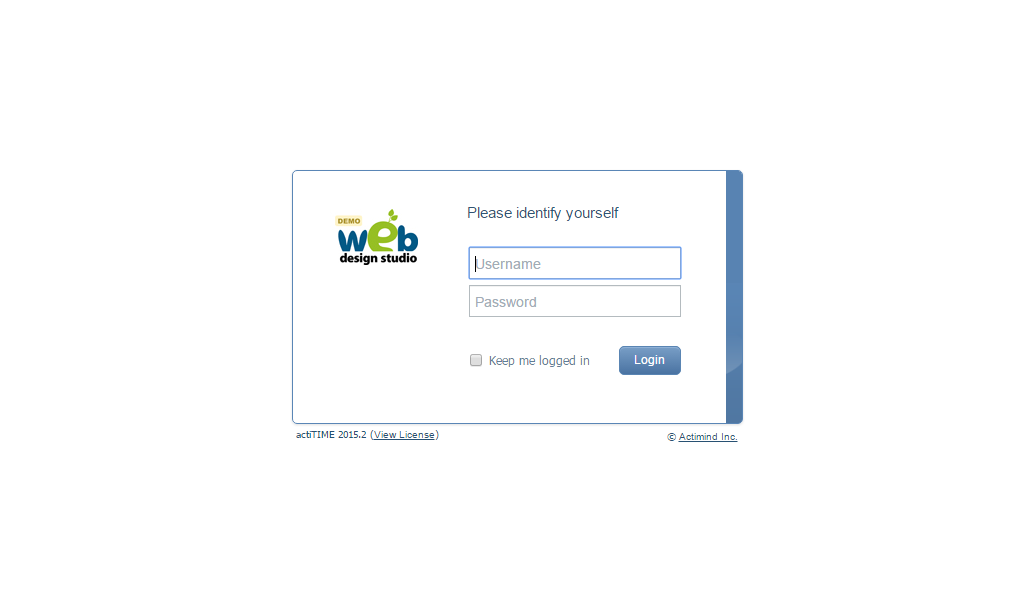 Please identify yourself
DEMO
web
design studio
Username
Password
Keep me logged in
Login
actiTIME 2015.2 (View License)
© Actimind Inc.